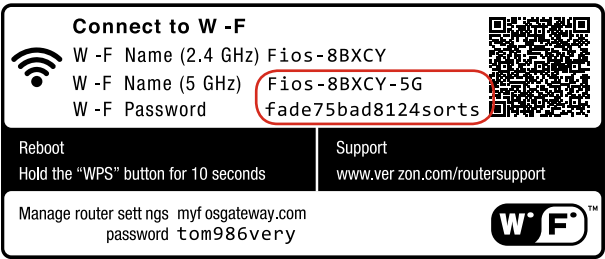 Connect to W -F
W -F  Name (2.4 GHz) Fios-8BXCY
W -F  Name (5 GHz) Fios-8BXCY-5G
W -F  Password fade75bad8124sorts
Reboot
Hold the “WPS” button for 10 seconds
Support
www.ver zon.com/routersupport
Manage router sett ngs  myf osgateway.com
password tom986very
W F ™